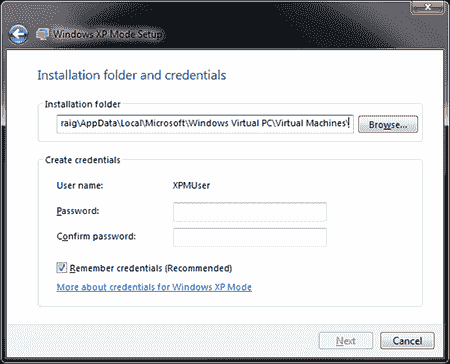 Windows XP Mode Setup
Installation folder and credentials
Installation folder
raig\AppData\Local\Microsoft\Windows Virtual PC\Virtual Machines\
Browse...
Create credentials
User name: XPMUser
Password:
Confirm password:
Remember credentials (Recommended)
More about credentials for Windows XP Mode
Next Cancel